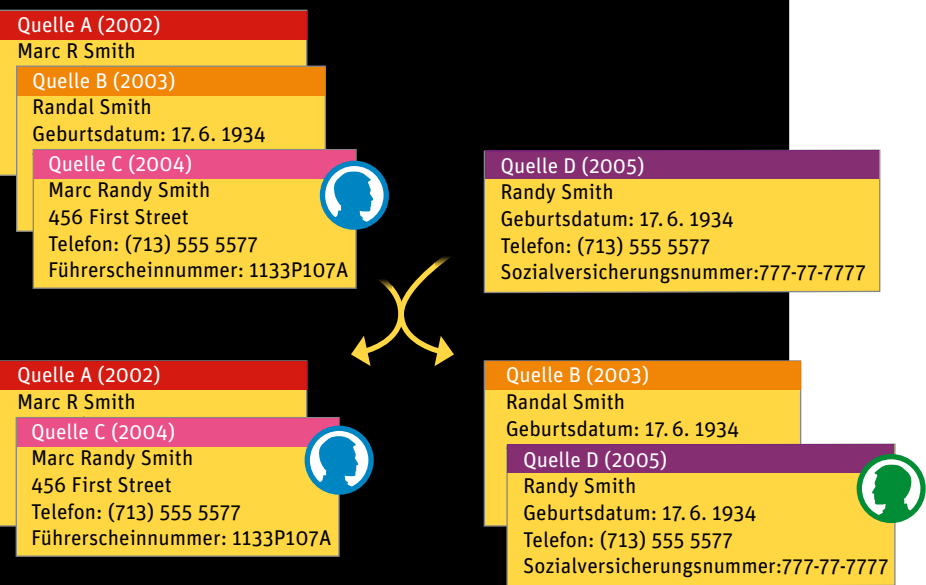 Quelle A (2002)
Marc R Smith
Quelle B (2003)
Randal Smith
Geburtsdatum: 17. 6. 1934
Quelle C (2004)
Marc Randy Smith
456 First Street
Telefon: (713) 555 5577
Führerscheinnummer: 1133P107A
Quelle D (2005)
Randy Smith
Geburtsdatum: 17. 6. 1934
Telefon: (713) 555 5577
Sozialversicherungsnummer:777-77-7777
Quelle A (2002)
Marc R Smith
Quelle C (2004)
Marc Randy Smith
456 First Street
Telefon: (713) 555 5577
Führerscheinnummer: 1133P107A
Quelle B (2003)
Randal Smith
Geburtsdatum: 17. 6. 1934
Quelle D (2005)
Randy Smith
Geburtsdatum: 17. 6. 1934
Telefon: (713) 555 5577
Sozialversicherungsnummer:777-77-7777